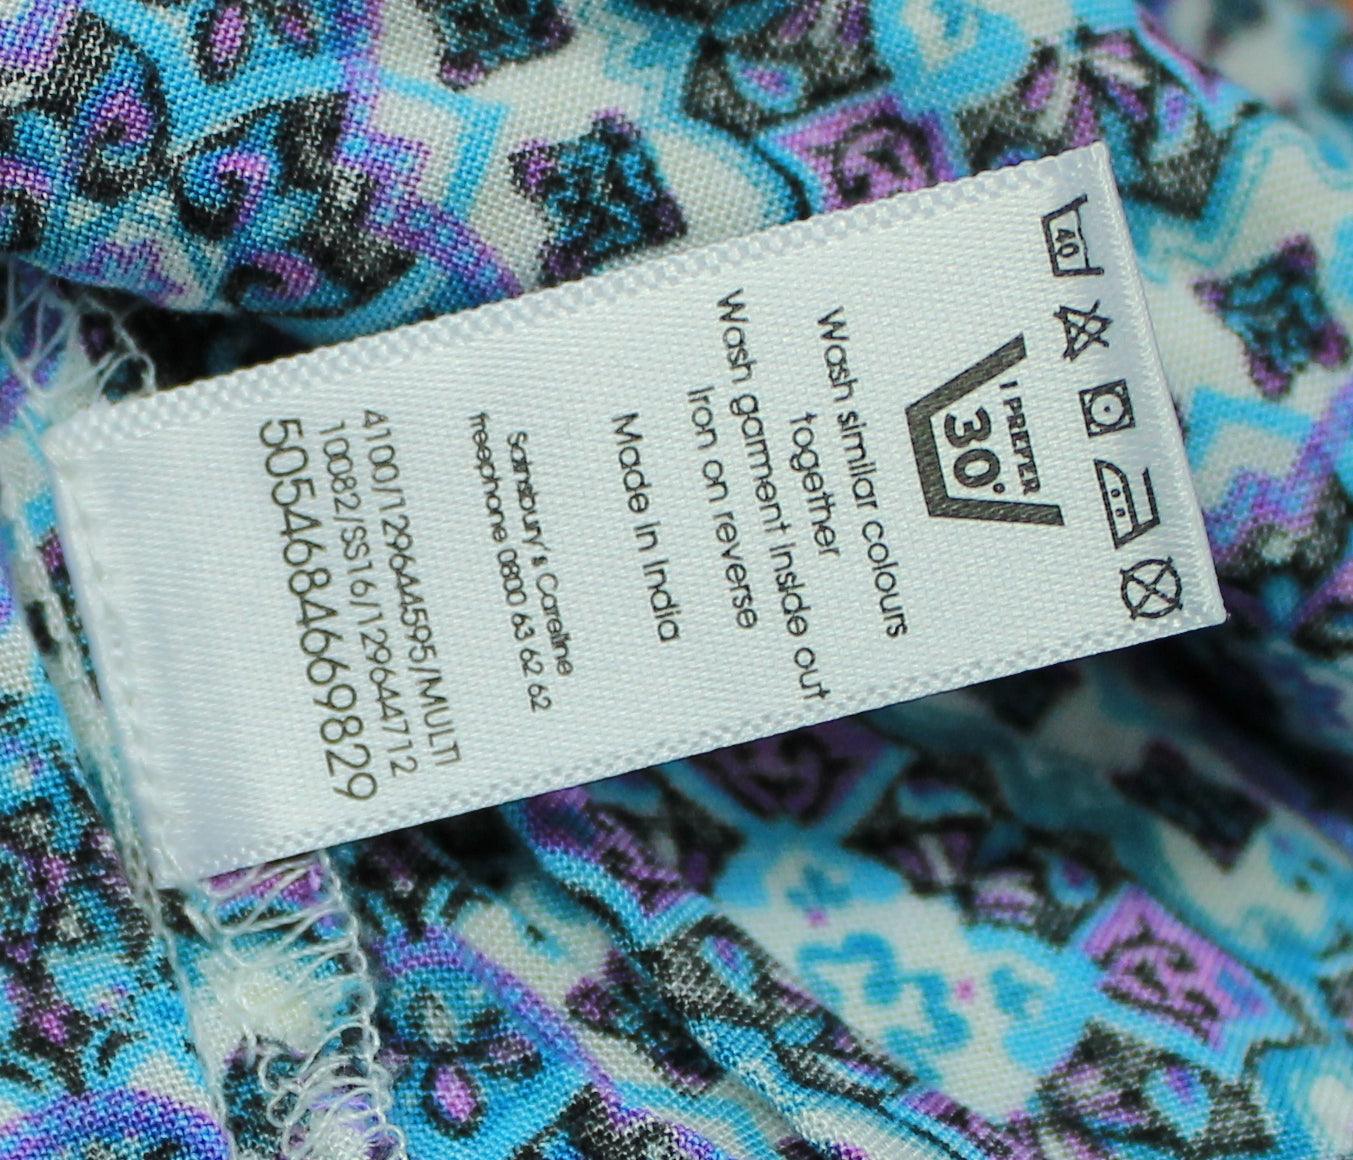 40
I PREFER
30°
Wash similar colours
together
Wash garment inside out
Iron on reverse
Made in India
Sainsbury's Careline
freephone 0800 63 62 62
4100/129644595/MULTI
10082/SS16/129644712
5054684669829